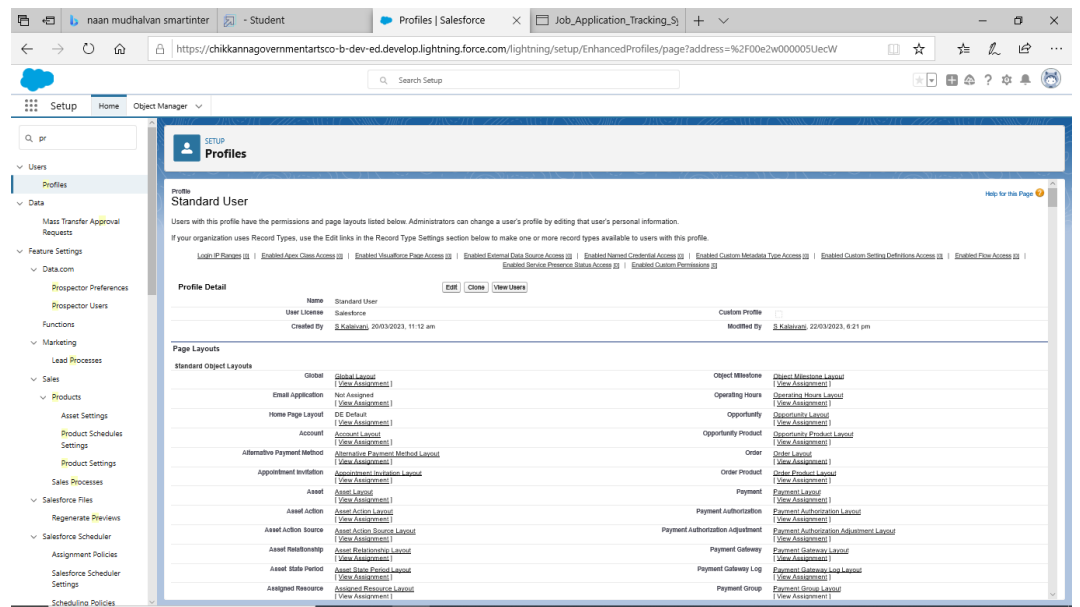 naan mudhalvan smartinter
- Student
Profiles | Salesforce
Job_Application_Tracking_Sy
https://chikkannagovernmentartsco-b-dev-ed.develop.lightning.force.com/lightning/setup/EnhancedProfiles/page?address=%2F00e2w000005UecW
Search Setup
Setup Home Object Manager
pr
Users
Profiles
Data
Mass Transfer Approval
Requests
Feature Settings
Data.com
Prospector Preferences
Prospector Users
Functions
Marketing
Lead Processes
Sales
Products
Asset Settings
Product Schedules
Settings
Product Settings
Sales Processes
Salesforce Files
Regenerate Previews
Salesforce Scheduler
Assignment Policies
Salesforce Scheduler
Settings
Scheduling Policies
SETUP
Profiles
Profile
Standard User
Help for this Page
Users with this profile have the permissions and page layouts listed below. Administrators can change a user's profile by editing that user's personal information.
If your organization uses Record Types, use the Edit links in the Record Type Settings section below to make one or more record types available to users with this profile.
Login IP Ranges [0] | Enabled Apex Class Access [0] | Enabled Visualforce Page Access [0] | Enabled External Data Source Access [0] | Enabled Named Credential Access [0] | Enabled Custom Metadata Type Access [0] | Enabled Custom Setting Definitions Access [0] | Enabled Flow Access [0] |
Enabled Service Presence Status Access [0] | Enabled Custom Permissions [0]
Profile Detail Edit Clone View Users
Name Standard User
User License Salesforce Custom Profile
Created By S Kalaivani, 20/03/2023, 11:12 am Modified By S Kalaivani, 22/03/2023, 6:21 pm
Page Layouts
Standard Object Layouts
Global Global Layout Object Milestone Object Milestone Layout
[ View Assignment ] [ View Assignment ]
Email Application Not Assigned Operating Hours Operating Hours Layout
[ View Assignment ] [ View Assignment ]
Home Page Layout DE Default Opportunity Opportunity Layout
[ View Assignment ] [ View Assignment ]
Account Account Layout Opportunity Product Opportunity Product Layout
[ View Assignment ] [ View Assignment ]
Alternative Payment Method Alternative Payment Method Layout Order Order Layout
[ View Assignment ] [ View Assignment ]
Appointment Invitation Appointment Invitation Layout Order Product Order Product Layout
[ View Assignment ] [ View Assignment ]
Asset Asset Layout Payment Payment Layout
[ View Assignment ] [ View Assignment ]
Asset Action Asset Action Layout Payment Authorization Payment Authorization Layout
[ View Assignment ] [ View Assignment ]
Asset Action Source Asset Action Source Layout Payment Authorization Adjustment Payment Authorization Adjustment Layout
[ View Assignment ] [ View Assignment ]
Asset Relationship Asset Relationship Layout Payment Gateway Payment Gateway Layout
[ View Assignment ] [ View Assignment ]
Asset State Period Asset State Period Layout Payment Gateway Log Payment Gateway Log Layout
[ View Assignment ] [ View Assignment ]
Assigned Resource Assigned Resource Layout Payment Group Payment Group Layout
[ View Assignment ] [ View Assignment ]